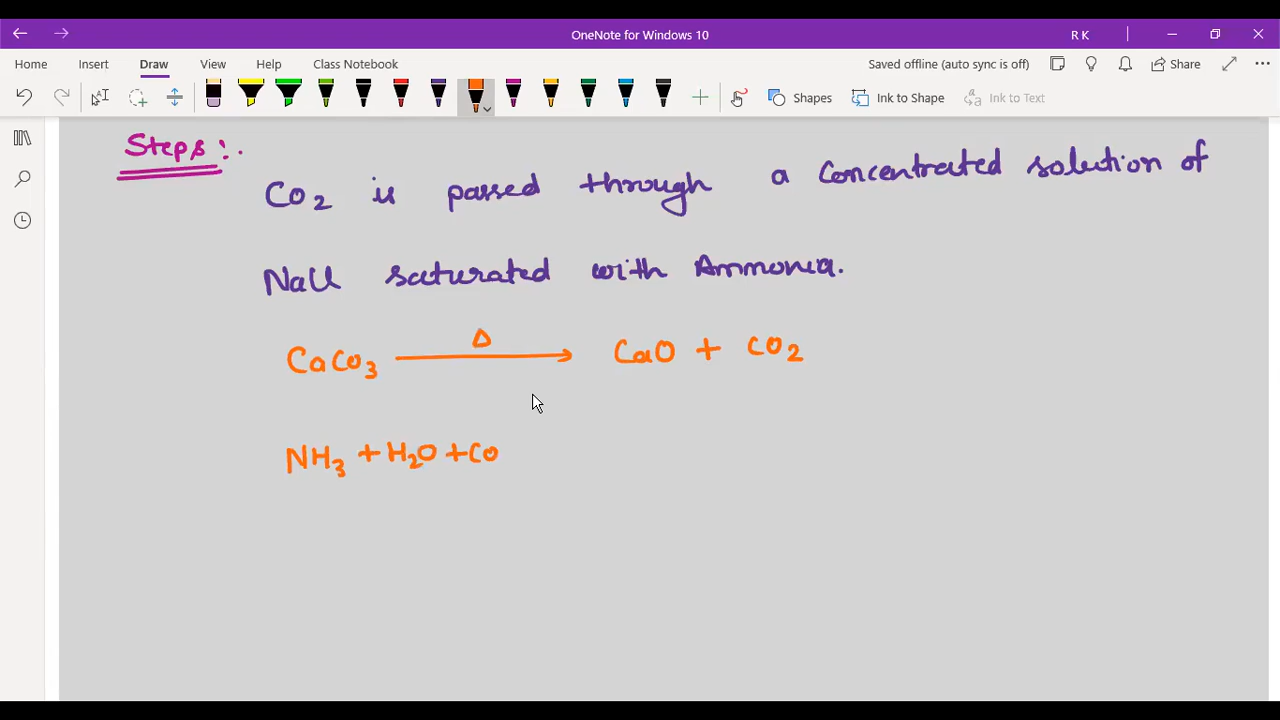 OneNote for Windows 10
R K
Home Insert Draw View Help Class Notebook
Saved offline (auto sync is off)
Share
Shapes
Ink to Shape
Ink to Text
Steps:.
CO2 is passed through a Concentrated solution of
NaCl saturated with Ammonia.
Δ
CaCO3 → CaO + CO2
NH3 + H2O + CO